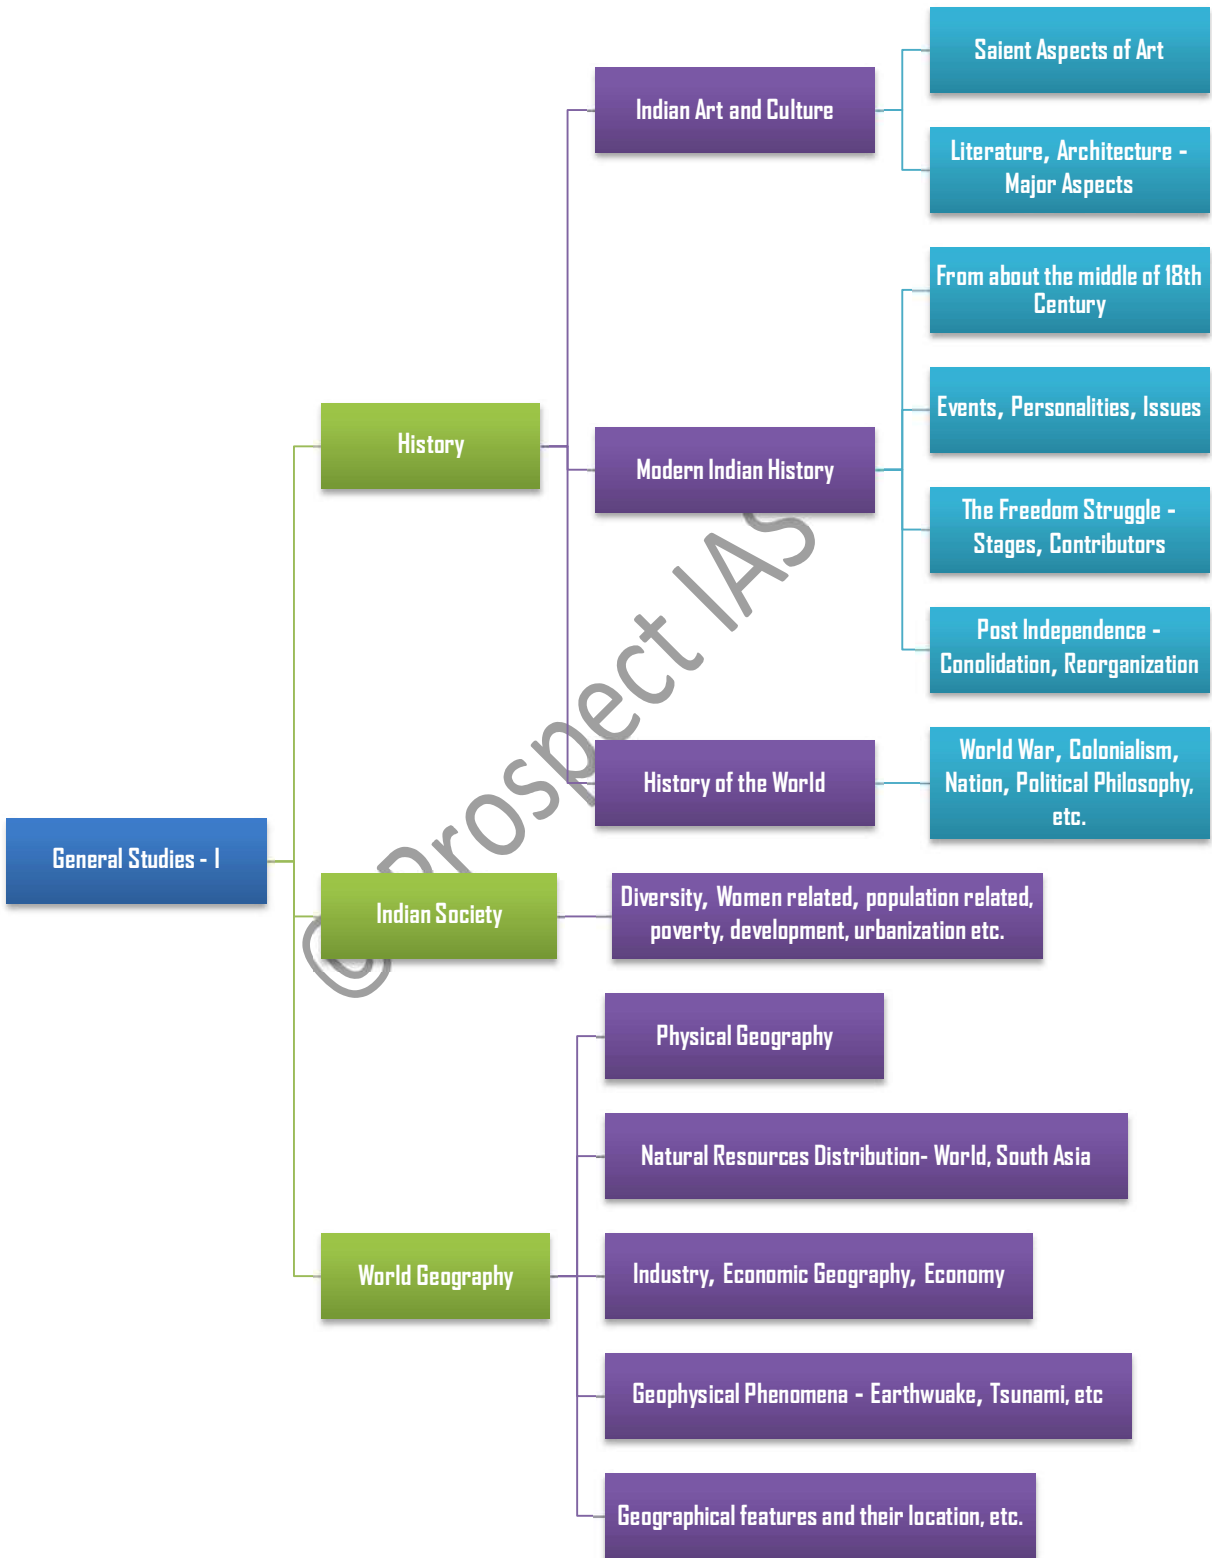 General Studies - I
History
Indian Art and Culture
Saient Aspects of Art
Literature, Architecture -
Major Aspects
Modern Indian History
From about the middle of 18th
Century
Events, Personalities, Issues
The Freedom Struggle -
Stages, Contributors
Post Independence -
Conolidation, Reorganization
History of the World
World War, Colonialism,
Nation, Political Philosophy,
etc.
Indian Society
Diversity, Women related, population related,
poverty, development, urbanization etc.
World Geography
Physical Geography
Natural Resources Distribution- World, South Asia
Industry, Economic Geography, Economy
Geophysical Phenomena - Earthwuake, Tsunami, etc
Geographical features and their location, etc.
© Prospect IAS